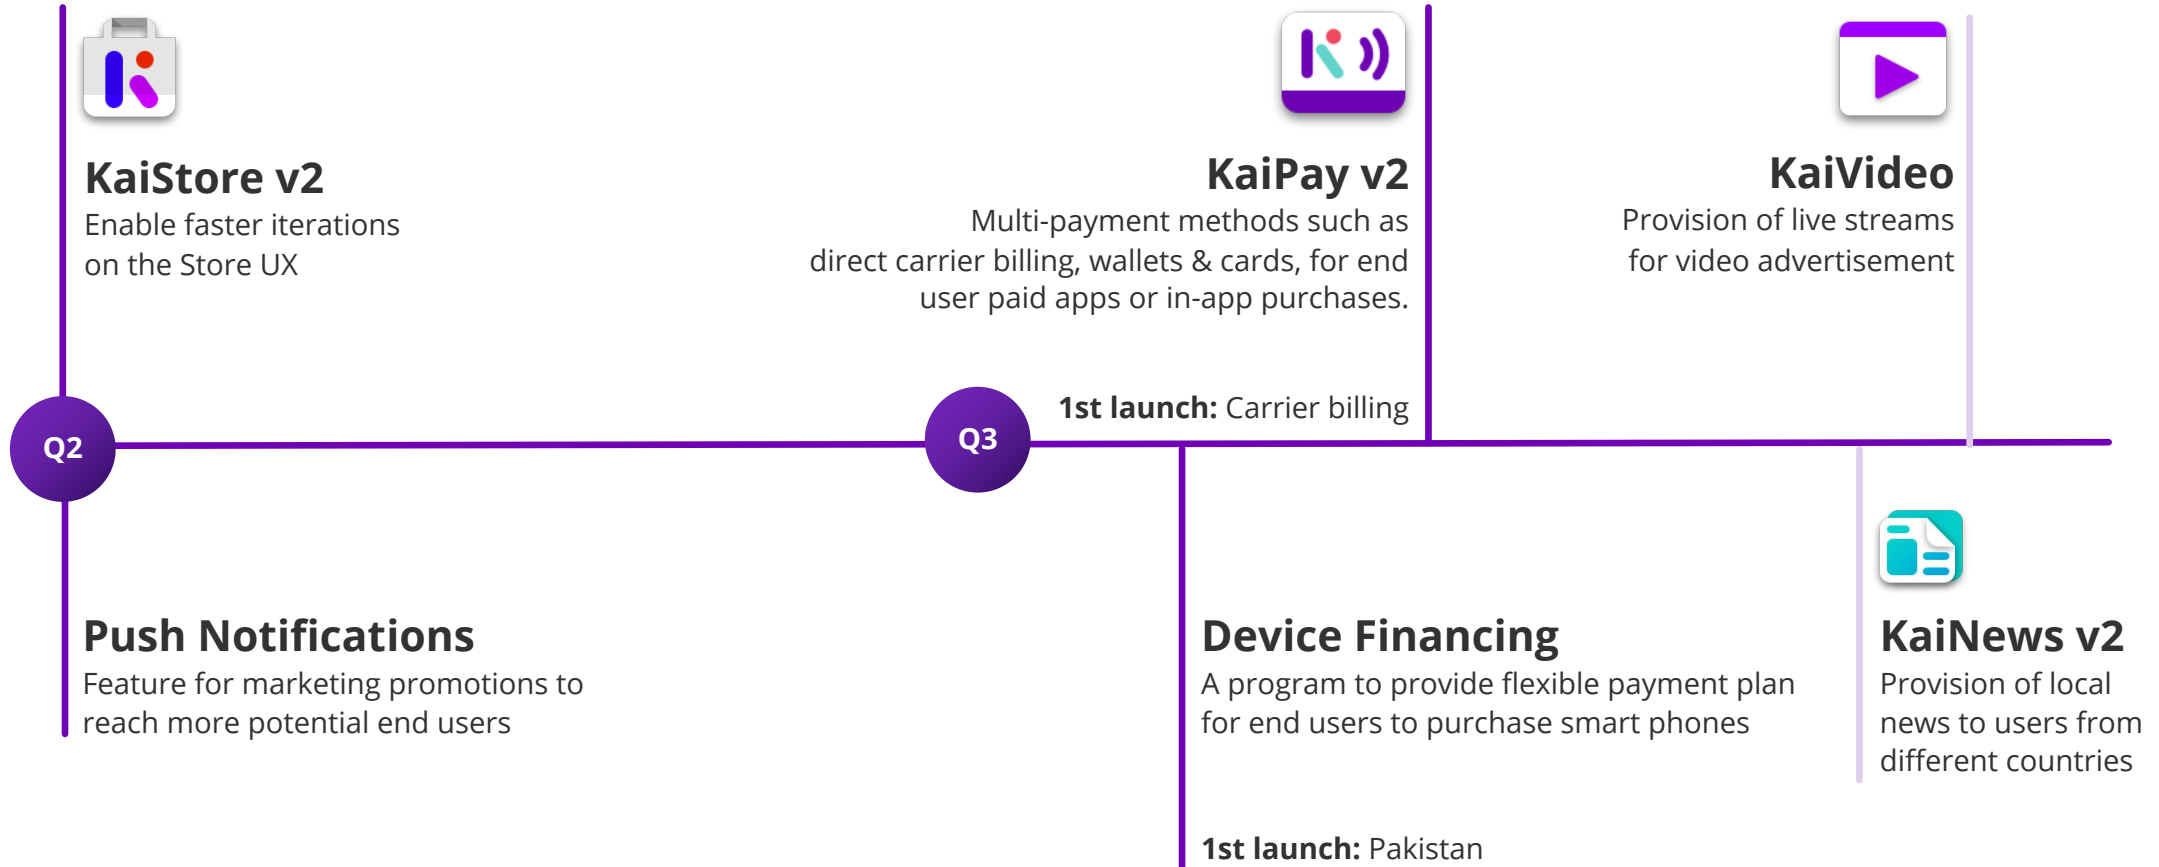 KaiStore v2
Enable faster iterations
on the Store UX
KaiPay v2
Multi-payment methods such as
direct carrier billing, wallets & cards, for end
user paid apps or in-app purchases.
1st launch: Carrier billing
KaiVideo
Provision of live streams
for video advertisement
Q2
Q3
Push Notifications
Feature for marketing promotions to
reach more potential end users
Device Financing
A program to provide flexible payment plan
for end users to purchase smart phones
1st launch: Pakistan
KaiNews v2
Provision of local
news to users from
different countries